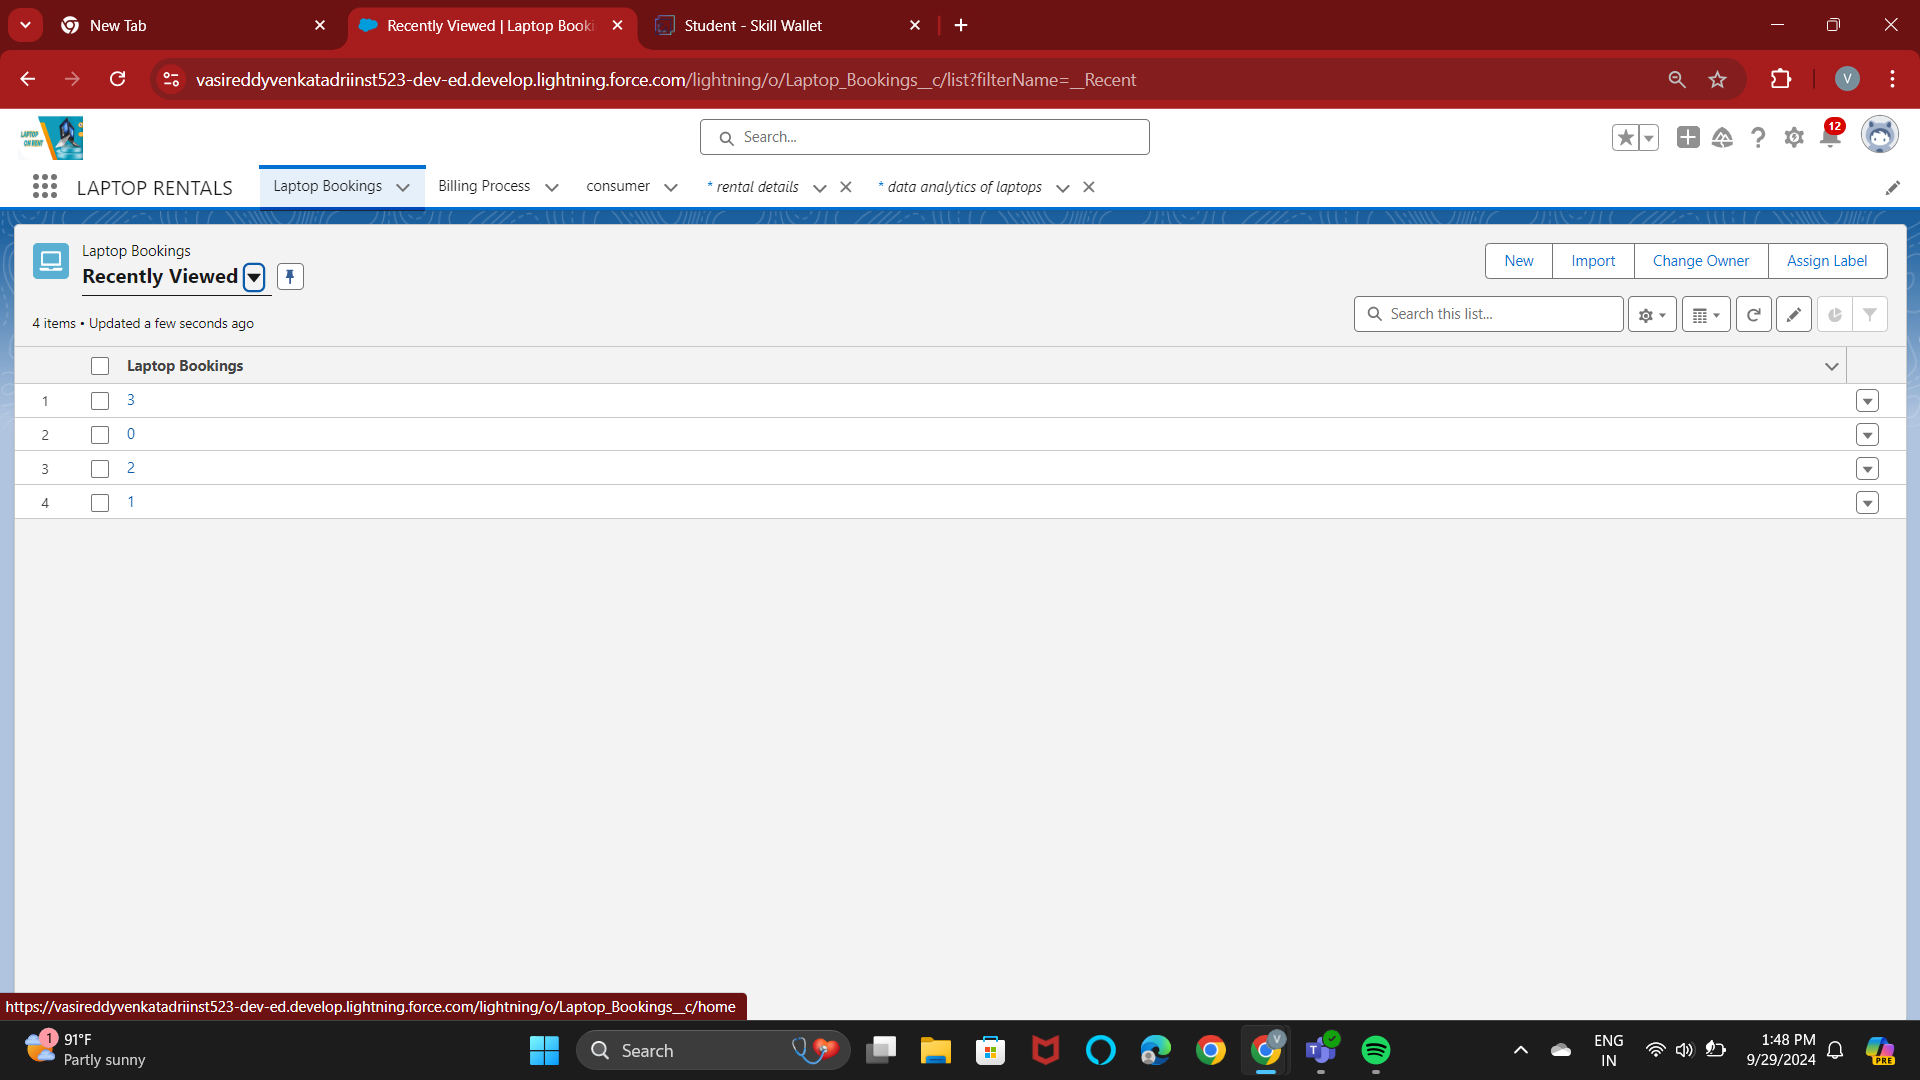 New Tab
Recently Viewed | Laptop Booki
Student - Skill Wallet
vasireddyvenkatadriinst523-dev-ed.develop.lightning.force.com/lightning/o/Laptop_Bookings__c/list?filterName=__Recent
V
LAPTOP
ON RENT
Search...
12
LAPTOP RENTALS
Laptop Bookings
Billing Process
consumer
* rental details
* data analytics of laptops
Laptop Bookings
Recently Viewed
New
Import
Change Owner
Assign Label
4 items • Updated a few seconds ago
Search this list...
Laptop Bookings
1 3
2 0
3 2
4 1
https://vasireddyvenkatadriinst523-dev-ed.develop.lightning.force.com/lightning/o/Laptop_Bookings__c/home
1
91°F
Partly sunny
Search
V
ENG
IN
1:48 PM
9/29/2024
PRE